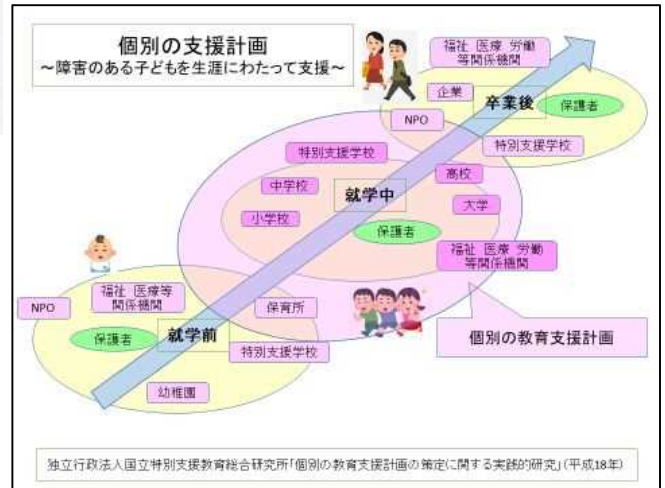 個別の支援計画
～障害のある子どもを生涯にわたって支援～
福祉 医療 労働
等関係機関
企業
卒業後
保護者
NPO
特別支援学校
特別支援学校
中学校
高校
就学中
小学校
大学
保護者
福祉 医療 労働
等関係機関
NPO
福祉 医療等
関係機関
保育所
保護者
就学前
特別支援学校
幼稚園
個別の教育支援計画
独立行政法人国立特別支援教育総合研究所「個別の教育支援計画の策定に関する実践的研究」(平成18年)